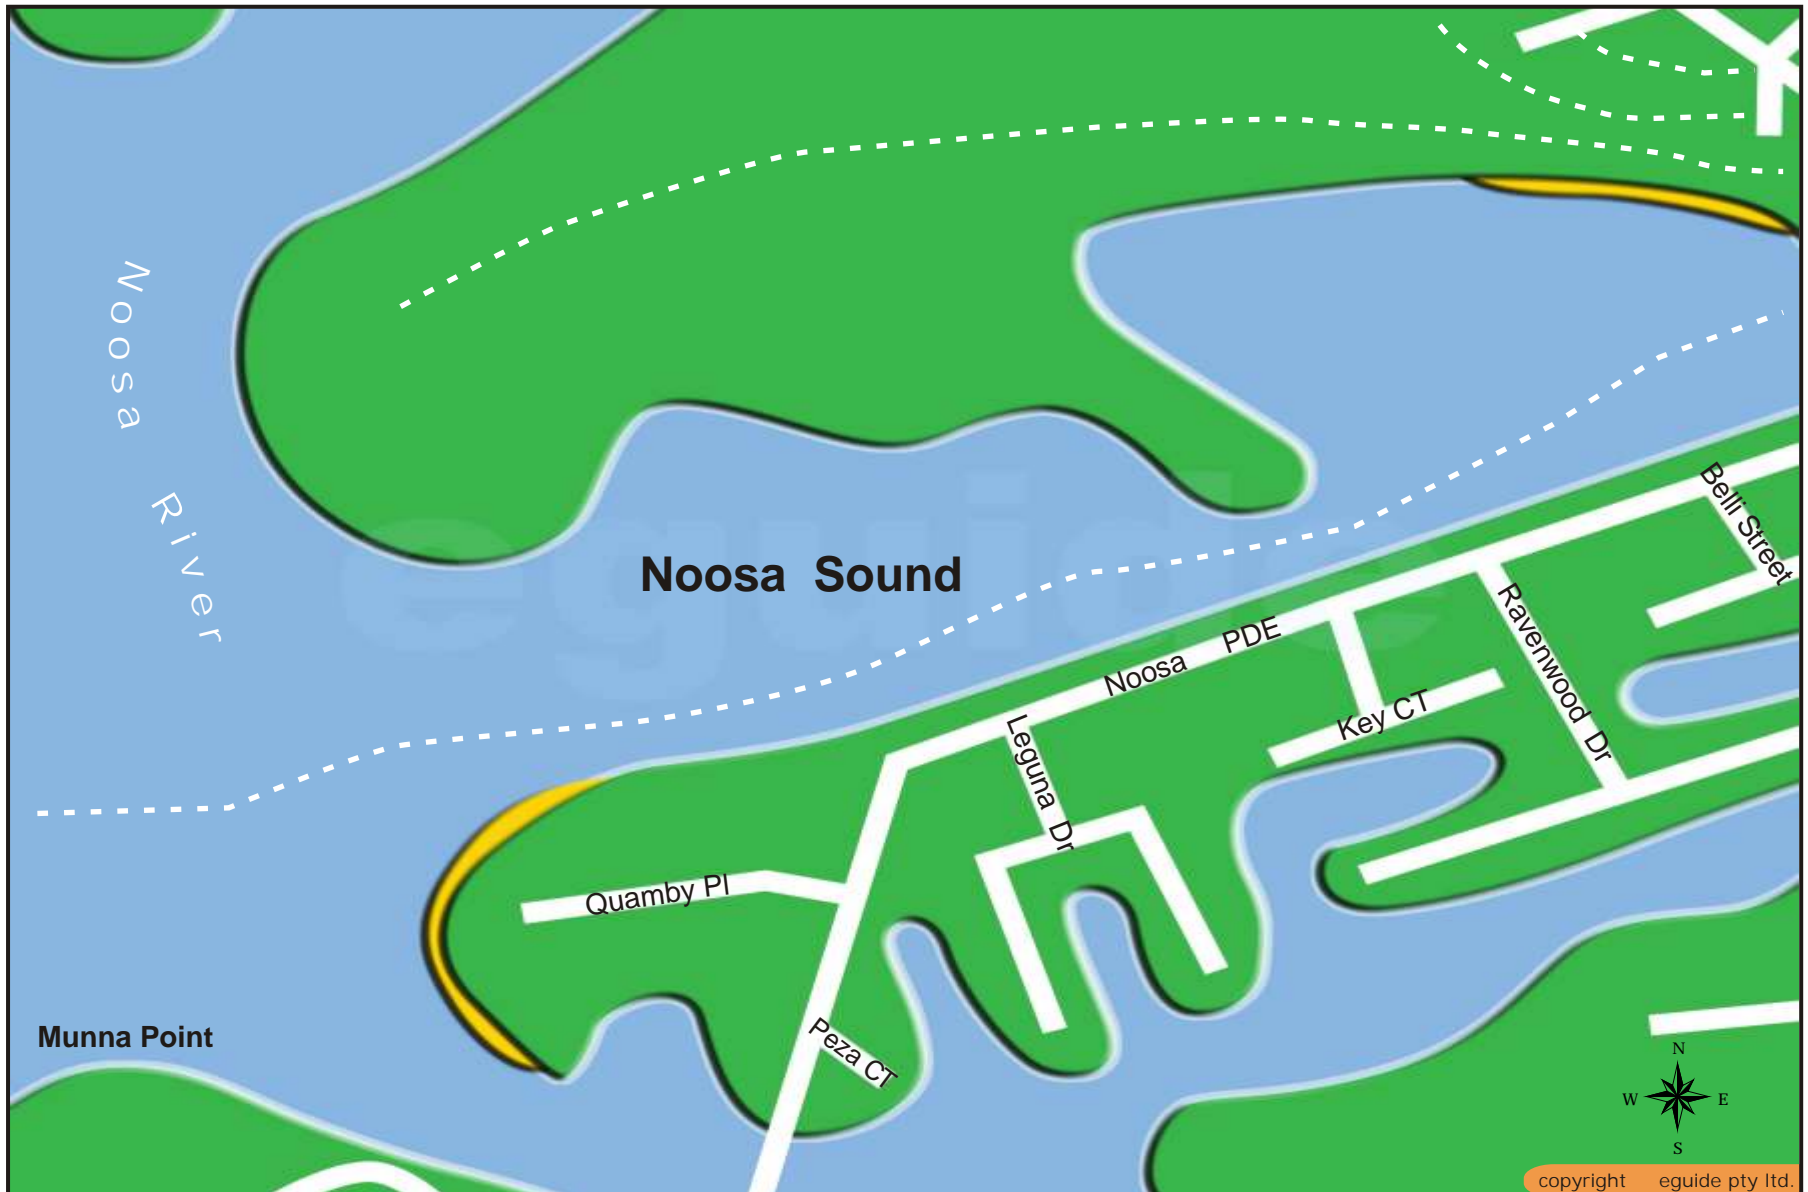 Noosa
River
eguide
Noosa Sound
Belli Street
Noosa PDE
Ravenwood Dr
Key CT
Leguna Dr
Quamby Pl
Peza CT
Munna Point
N
W E
S
copyright eguide pty ltd.